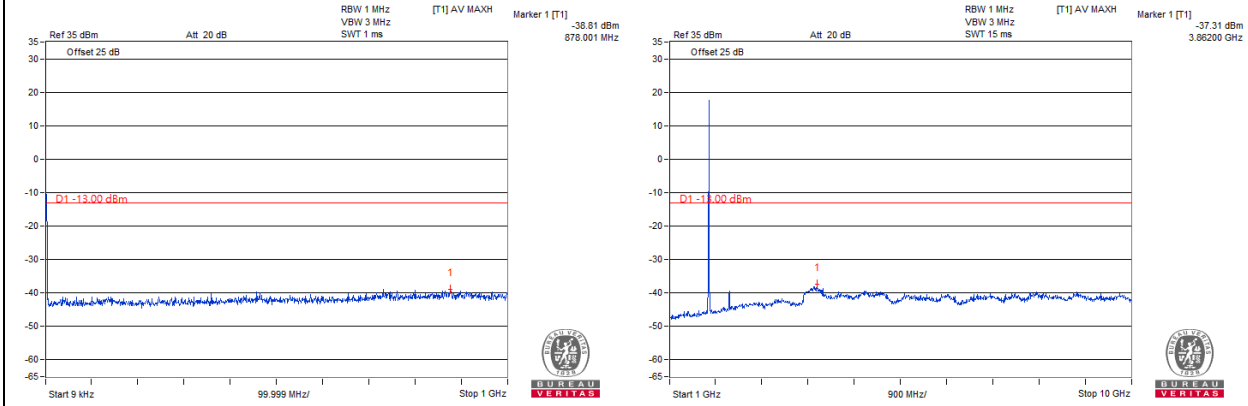 RBW 1 MHz
VBW 3 MHz
SWT 1 ms
[T1] AV MAXH
Marker 1 [T1]
-38.81 dBm
878.001 MHz
Ref 35 dBm
Att 20 dB
Offset 25 dB
35
30
20
10
0
-10
-20
-30
-40
-50
-60
-65
D1 -13.00 dBm
1
Start 9 kHz
99.999 MHz/
Stop 1 GHz
BUREAU VERITAS
1828
BUREAU
VERITAS
RBW 1 MHz
VBW 3 MHz
SWT 15 ms
[T1] AV MAXH
Marker 1 [T1]
-37.31 dBm
3.86200 GHz
Ref 35 dBm
Att 20 dB
Offset 25 dB
35
30
20
10
0
-10
-20
-30
-40
-50
-60
-65
D1 -13.00 dBm
1
Start 1 GHz
900 MHz/
Stop 10 GHz
BUREAU VERITAS
1828
BUREAU
VERITAS